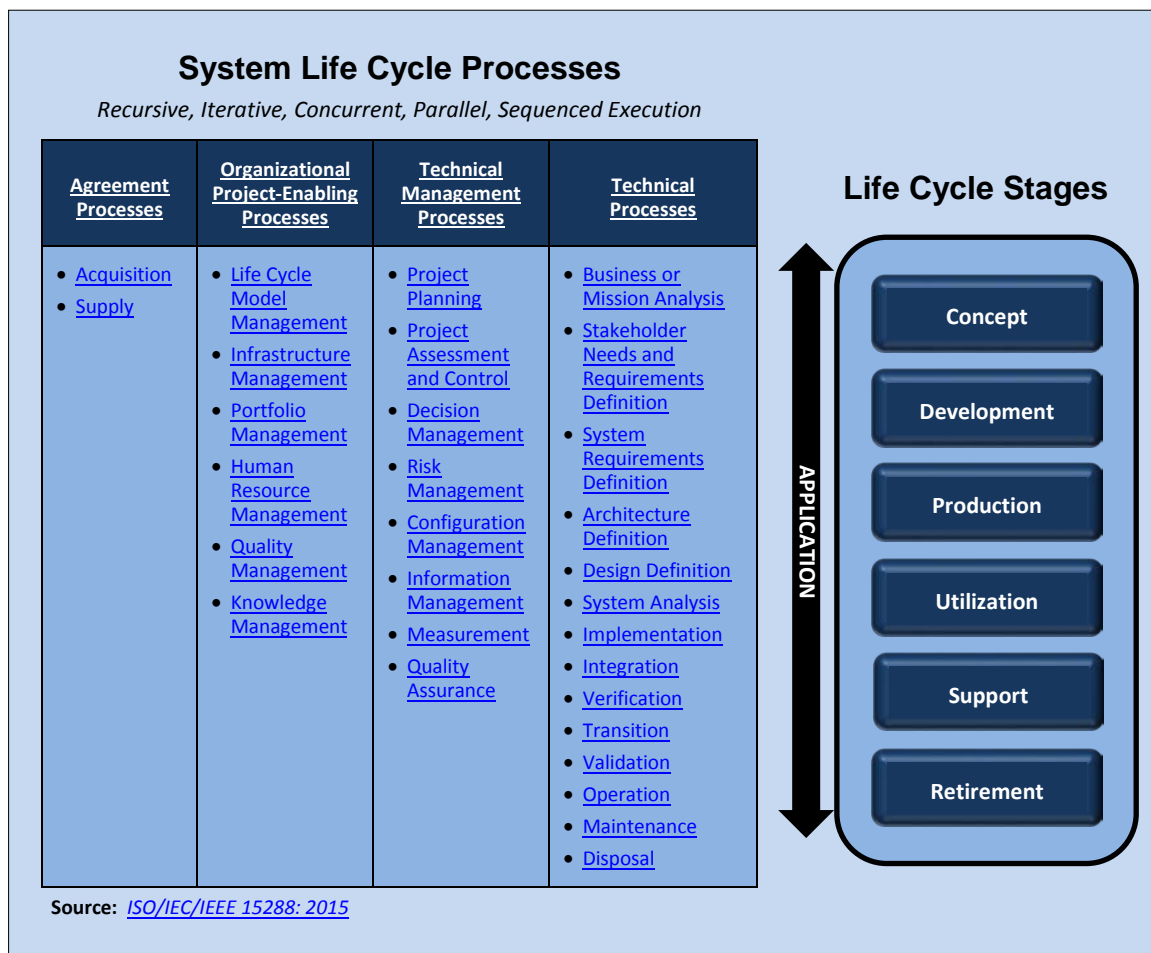 System Life Cycle Processes
Recursive, Iterative, Concurrent, Parallel, Sequenced Execution
Agreement
Processes
Organizational
Project-Enabling
Processes
Technical
Management
Processes
Technical
Processes
• Acquisition
• Supply
• Life Cycle
Model
Management
• Infrastructure
Management
• Portfolio
Management
• Human
Resource
Management
• Quality
Management
• Knowledge
Management
• Project
Planning
• Project
Assessment
and Control
• Decision
Management
• Risk
Management
• Configuration
Management
• Information
Management
• Measurement
• Quality
Assurance
• Business or
Mission Analysis
• Stakeholder
Needs and
Requirements
Definition
• System
Requirements
Definition
• Architecture
Definition
• Design Definition
• System Analysis
• Implementation
• Integration
• Verification
• Transition
• Validation
• Operation
• Maintenance
• Disposal
Source: ISO/IEC/IEEE 15288: 2015
Life Cycle Stages
APPLICATION
Concept
Development
Production
Utilization
Support
Retirement